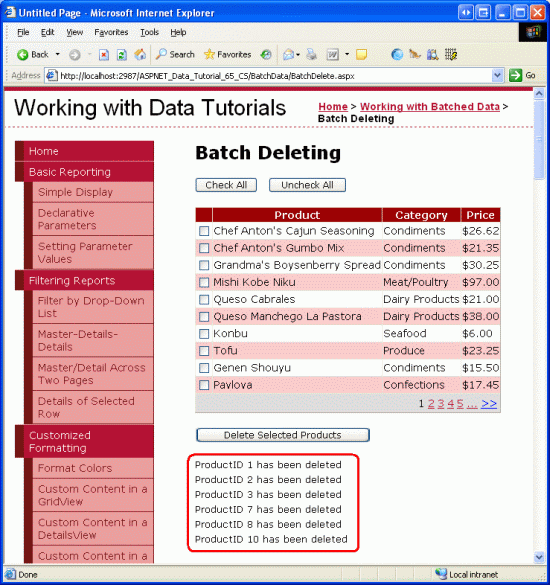 Untitled Page - Microsoft Internet Explorer
File Edit View Favorites Tools Help
Back Search Favorites
Address http://localhost:2987/ASPNET_Data_Tutorial_65_CS/BatchData/BatchDelete.aspx Go
Working with Data Tutorials
Home > Working with Batched Data >
Batch Deleting
Home
Basic Reporting
Simple Display
Declarative
Parameters
Setting Parameter
Values
Filtering Reports
Filter by Drop-Down
List
Master-Details-
Details
Master/Detail Across
Two Pages
Details of Selected
Row
Customized
Formatting
Format Colors
Custom Content in a
GridView
Custom Content in a
DetailsView
Custom Content in a
Batch Deleting
Check All Uncheck All
Product Category Price
Chef Anton's Cajun Seasoning Condiments $26.62
Chef Anton's Gumbo Mix Condiments $21.35
Grandma's Boysenberry Spread Condiments $30.25
Mishi Kobe Niku Meat/Poultry $97.00
Queso Cabrales Dairy Products $21.00
Queso Manchego La Pastora Dairy Products $38.00
Konbu Seafood $6.00
Tofu Produce $23.25
Genen Shouyu Condiments $15.50
Pavlova Confections $17.45
1 2 3 4 5 ... >>
Delete Selected Products
ProductID 1 has been deleted
ProductID 2 has been deleted
ProductID 3 has been deleted
ProductID 7 has been deleted
ProductID 8 has been deleted
ProductID 10 has been deleted
Done Local intranet